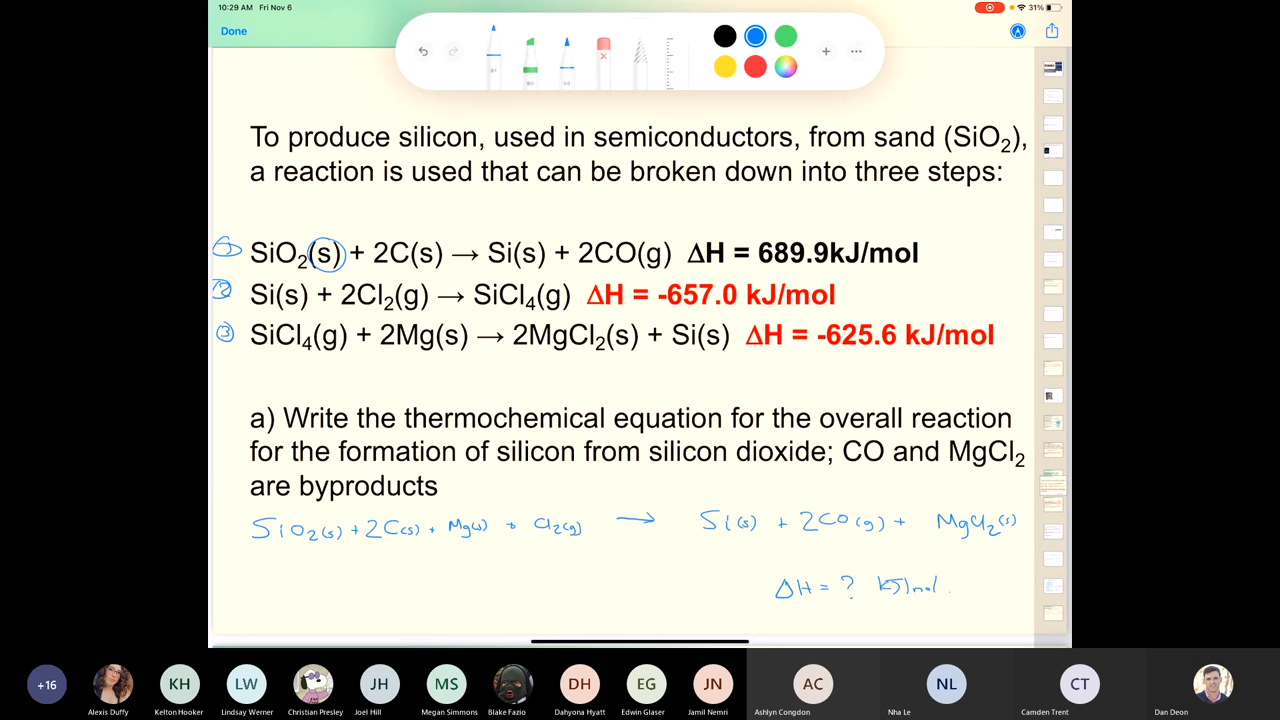 10:29 AM Fri Nov 6
31%
Done
To produce silicon, used in semiconductors, from sand (SiO₂),
a reaction is used that can be broken down into three steps:
① SiO₂(s) + 2C(s) → Si(s) + 2CO(g) ΔH = 689.9kJ/mol
② Si(s) + 2Cl₂(g) → SiCl₄(g) ΔH = -657.0 kJ/mol
③ SiCl₄(g) + 2Mg(s) → 2MgCl₂(s) + Si(s) ΔH = -625.6 kJ/mol
a) Write the thermochemical equation for the overall reaction
for the formation of silicon from silicon dioxide; CO and MgCl₂
are byproducts
SiO₂(s) + 2C(s) + Mg(s) + Cl₂(g) → Si(s) + 2CO(g) + MgCl₂(s)
ΔH = ? kJ/mol.
+16 KH LW JH MS DH EG JN AC NL CT
Alexis Duffy Kelton Hooker Lindsay Werner Christian Presley Joel Hill Megan Simmons Blake Fazio Dahyona Hyatt Edwin Glaser Jamil Nemri Ashlyn Congdon Nha Le Camden Trent Dan Deon